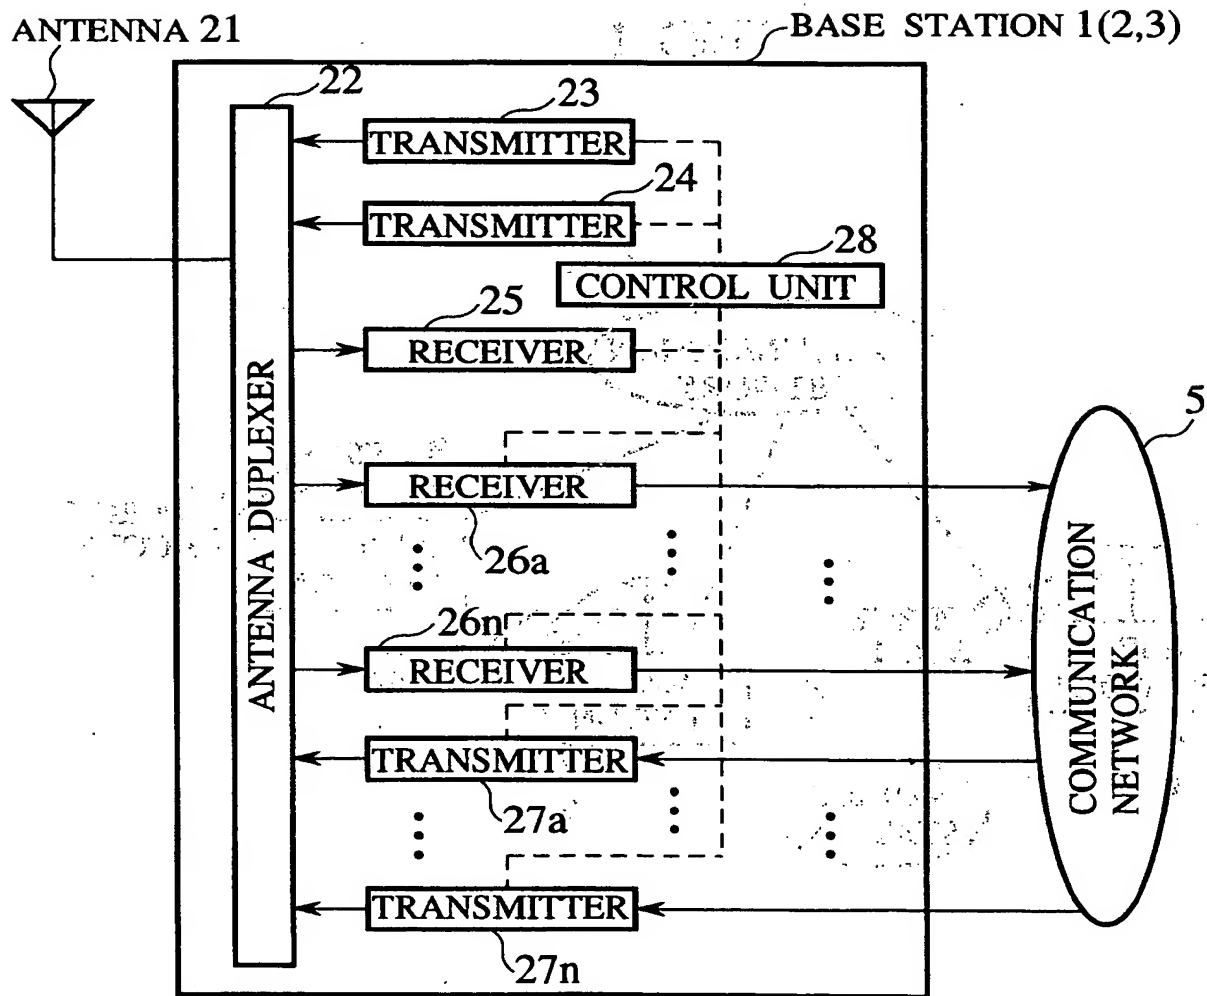 ANTENNA 21
BASE STATION 1(2,3)
22
23
TRANSMITTER
24
TRANSMITTER
28
CONTROL UNIT
25
RECEIVER
ANTENNA DUPLEXER
5
RECEIVER
26a
26n
RECEIVER
COMMUNICATION
NETWORK
TRANSMITTER
27a
TRANSMITTER
27n